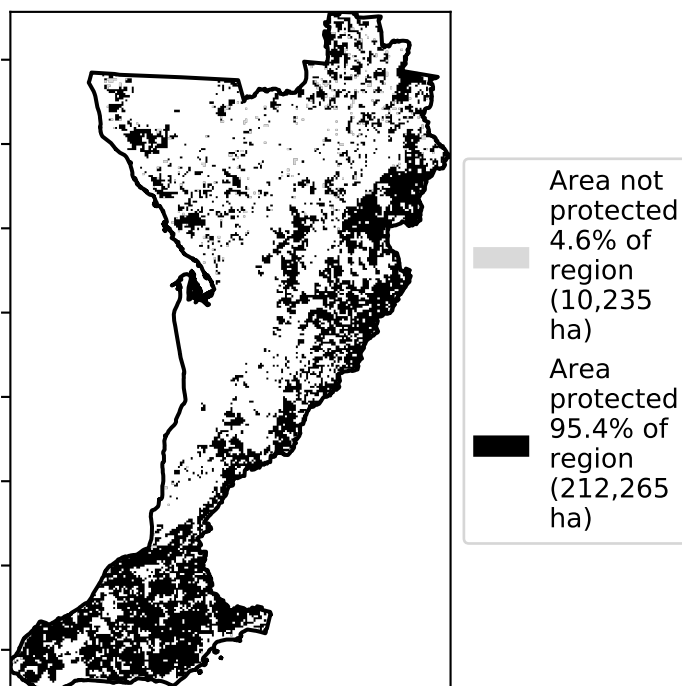 Area not
protected
4.6% of
region
(10,235
ha)
Area
protected
95.4% of
region
(212,265
ha)